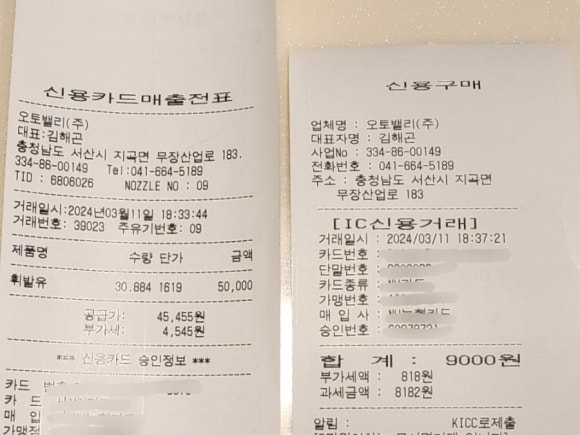 신용카드매출전표
오토밸리(주)
대표:김해곤
충청남도 서산시 지곡면 무장산업로 183.
334-86-00149 Tel:041-664-5189
TID : 6806026 NOZZLE NO : 09
거래일시:2024년03월11일 18:33:44
거래번호: 39023 주유기번호: 09
제품명 수량 단가 금액
휘발유 30.884 1619 50,000
공급가: 45,455원
부가세: 4,545원
*** 신용카드 승인정보 ***
카드
카드
매 입
가맹정
신용구매
업체명 : 오토밸리(주)
대표자명 : 김해곤
사업No : 334-86-00149
전화번호 : 041-664-5189
주소 : 충청남도 서산시 지곡면
무장산업로 183
[IC신용거래]
거래일시 : 2024/03/11 18:37:21
카드번호 :
단말번호 :
카드종류 :
가맹번호 :
매 입 사 :
승인번호 :
합 계 : 9000원
부가세액 : 818원
과세금액 : 8182원
알림 : KICC로제출